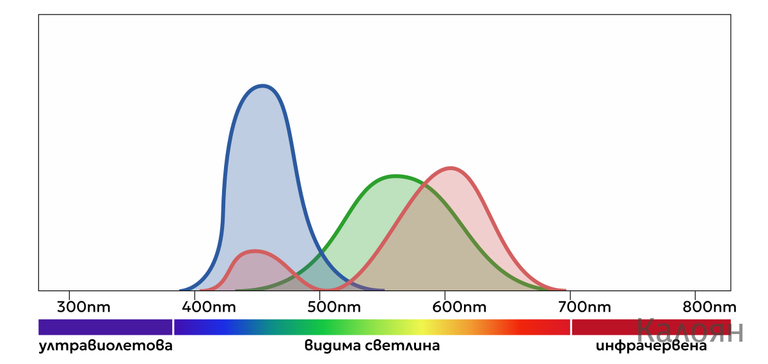 300nm 400nm 500nm 600nm 700nm 800nm
ултравиолетова видима светлина инфрачервена
Калоян